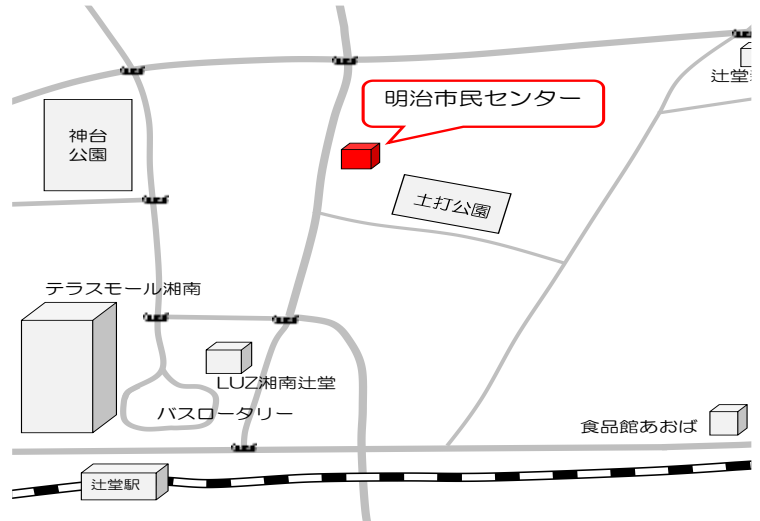 明治市民センター
辻堂
神台
公園
土打公園
テラスモール湘南
LUZ湘南辻堂
バスロータリー
食品館あおば
辻堂駅